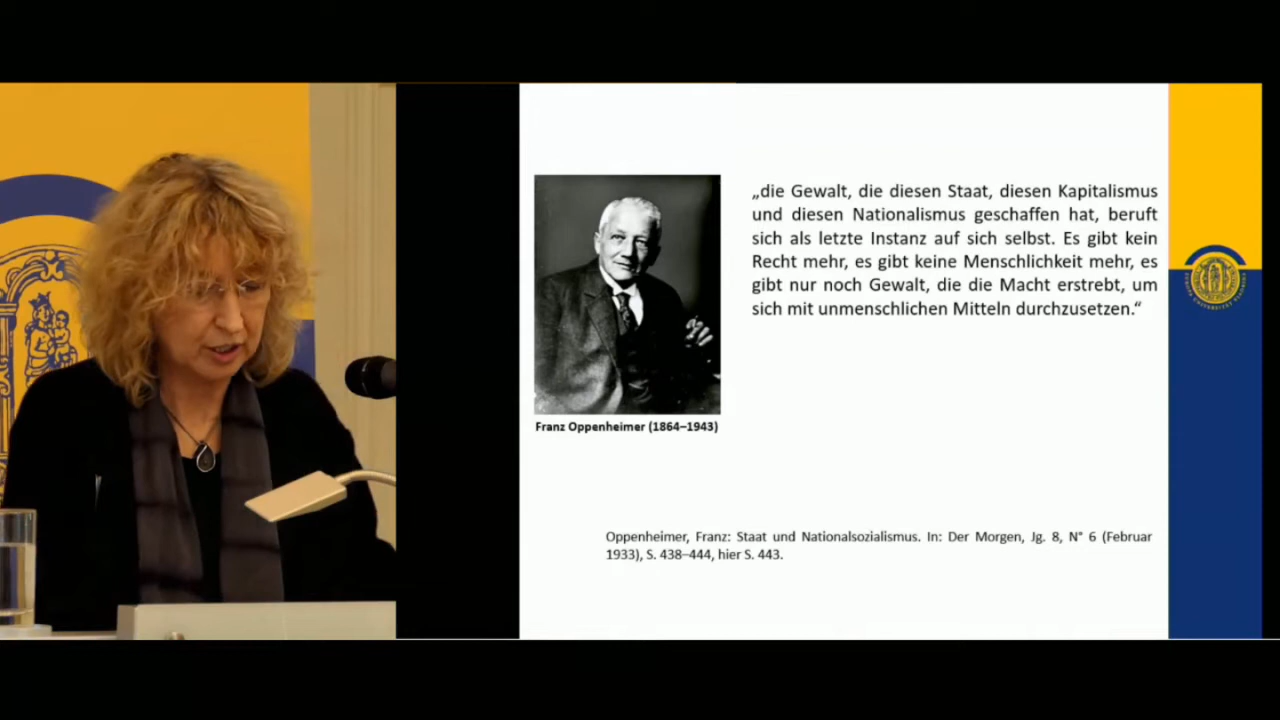 „die Gewalt, die diesen Staat, diesen Kapitalismus
und diesen Nationalismus geschaffen hat, beruft
sich als letzte Instanz auf sich selbst. Es gibt kein
Recht mehr, es gibt keine Menschlichkeit mehr, es
gibt nur noch Gewalt, die die Macht erstrebt, um
sich mit unmenschlichen Mitteln durchzusetzen.“
Franz Oppenheimer (1864–1943)
Oppenheimer, Franz: Staat und Nationalsozialismus. In: Der Morgen, Jg. 8, N° 6 (Februar
1933), S. 438–444, hier S. 443.